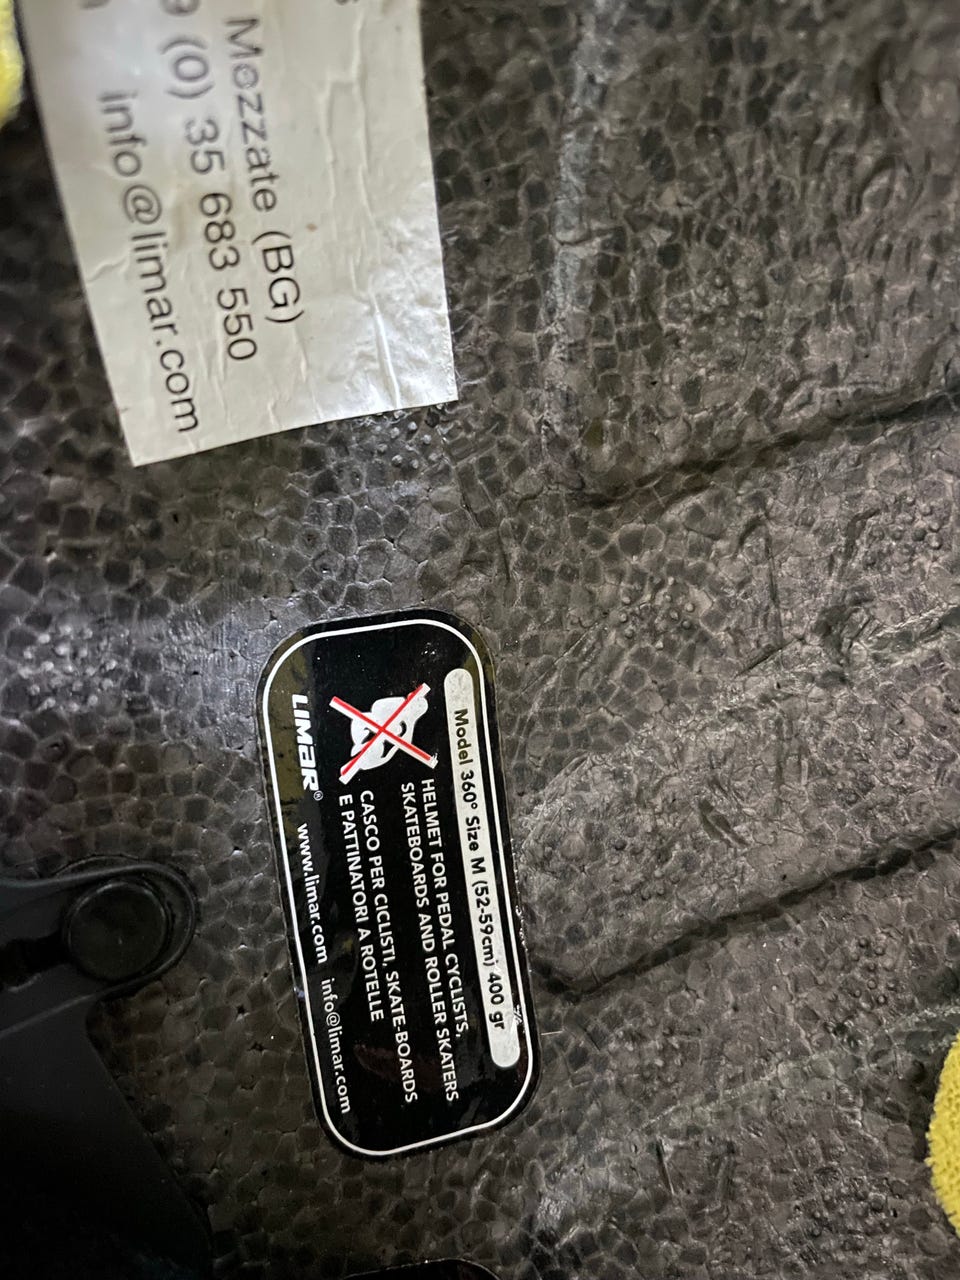 Mozzate (BG)
(0) 35 683 550
info@limar.com
Model 360° Size M (52-59cm) 400 gr
HELMET FOR PEDAL CYCLISTS,
SKATEBOARDS AND ROLLER SKATERS
CASCO PER CICLISTI, SKATE-BOARDS
E PATTINATORI A ROTELLE
LIMAR® www.limar.com info@limar.com